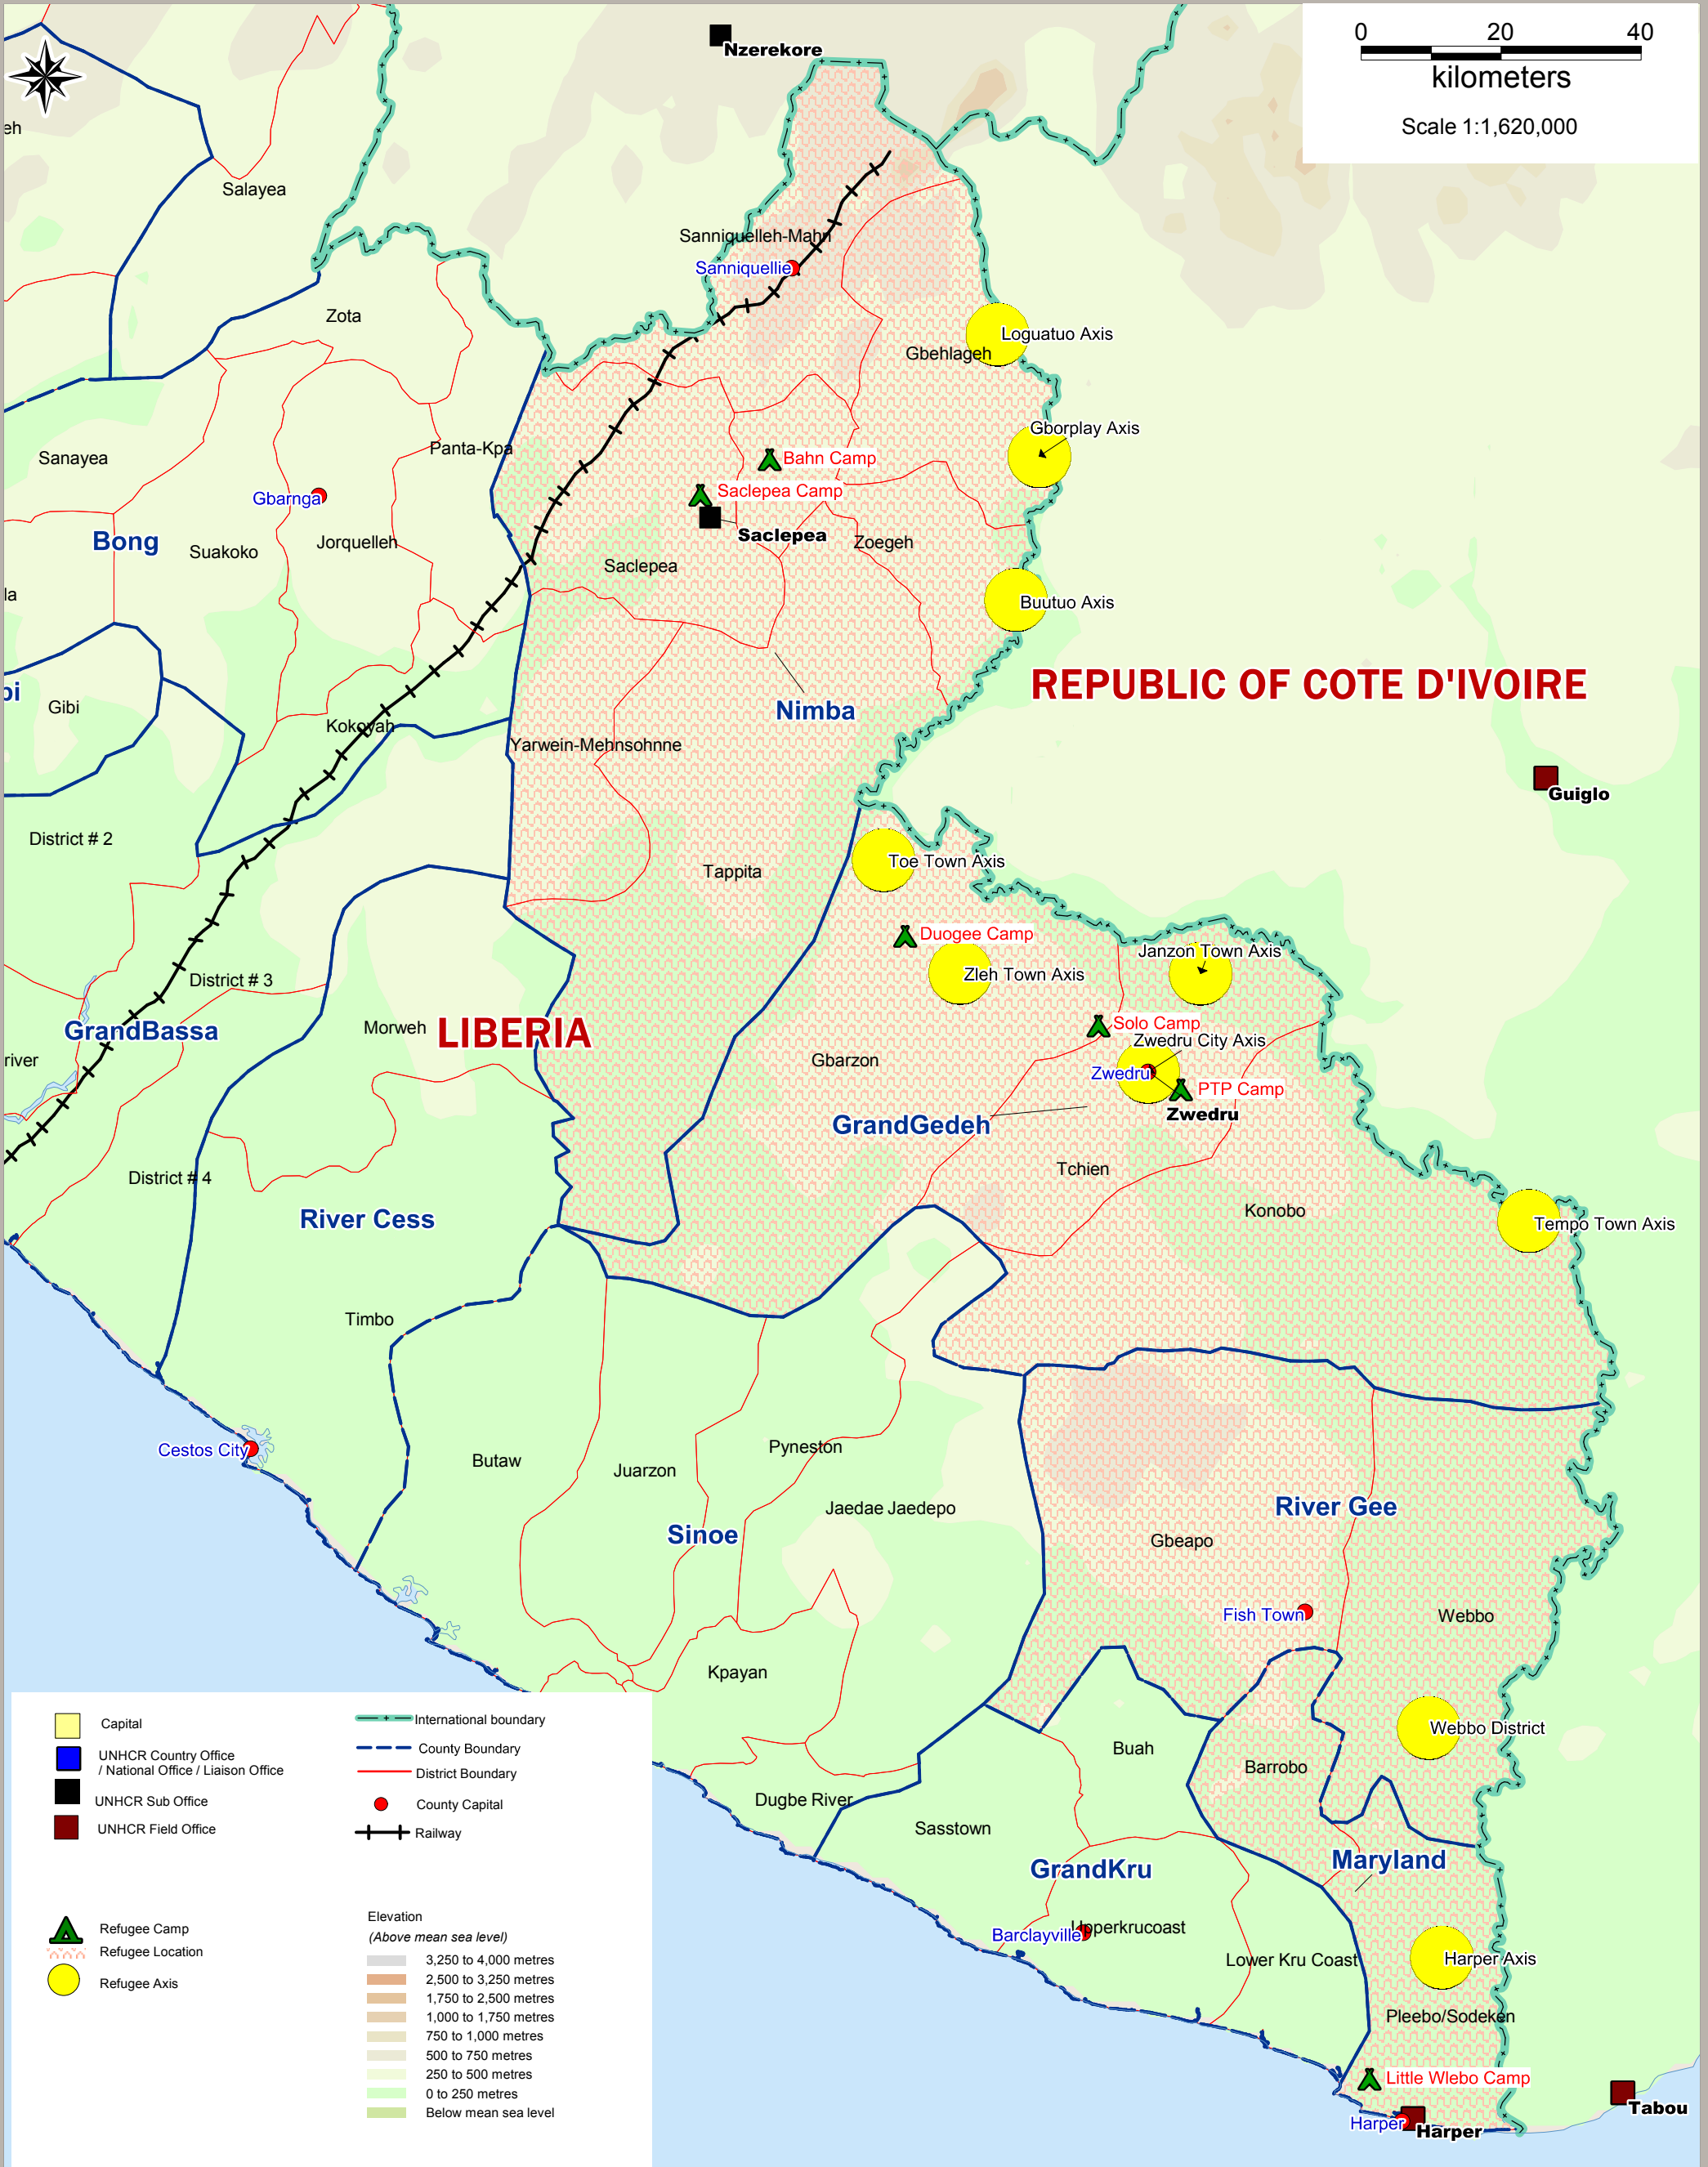 0 20 40
kilometers
Scale 1:1,620,000
Nzerekore
eh
Salayea
Sanniquelleh-Mahn
Sanniquellie
Zota
Loguatuo Axis
Gbehlageh
Gborplay Axis
Panta-Kpa
Sanayea
Bahn Camp
Saclepea Camp
Gbarnga
Saclepea
Bong
Suakoko
Jorquelleh
Zoegeh
Saclepea
la
Buutuo Axis
REPUBLIC OF COTE D'IVOIRE
bi
Gibi
Nimba
Kokoyah
Yarwein-Mehnsohnne
Guiglo
District # 2
Toe Town Axis
Tappita
Duogee Camp
Janzon Town Axis
Zleh Town Axis
District # 3
Solo Camp
GrandBassa
Morweh
LIBERIA
Zwedru City Axis
river
Gbarzon
Zwedru
PTP Camp
Zwedru
GrandGedeh
Tchien
District # 4
Konobo
River Cess
Tempo Town Axis
Timbo
Cestos City
Butaw
Juarzon
Pyneston
Jaedae Jaedepo
River Gee
Sinoe
Gbeapo
Fish Town
Webbo
Kpayan
Webbo District
Buah
Barrobo
Dugbe River
Sasstown
Maryland
GrandKru
Upperkrucoast
Barclayville
Lower Kru Coast
Harper Axis
Pleebo/Sodeken
Little Wlebo Camp
Tabou
Harper
Harper
Capital
UNHCR Country Office
/ National Office / Liaison Office
UNHCR Sub Office
UNHCR Field Office
International boundary
County Boundary
District Boundary
County Capital
Railway
Refugee Camp
Refugee Location
Refugee Axis
Elevation
(Above mean sea level)
3,250 to 4,000 metres
2,500 to 3,250 metres
1,750 to 2,500 metres
1,000 to 1,750 metres
750 to 1,000 metres
500 to 750 metres
250 to 500 metres
0 to 250 metres
Below mean sea level